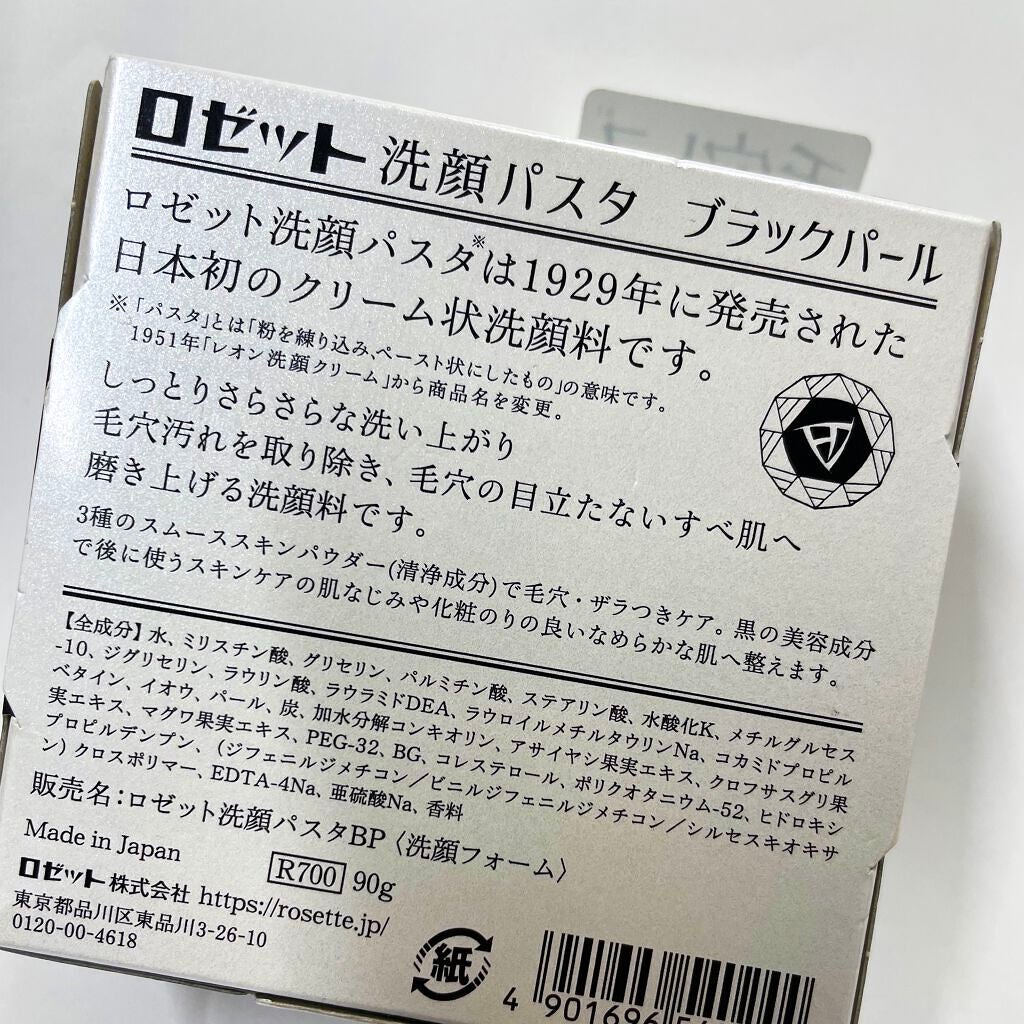 ロゼット 洗顔パスタ ブラックパール
ロゼット洗顔パスタ※は1929年に発売された
日本初のクリーム状洗顔料です。
※「パスタ」とは「粉を練り込み、ペースト状にしたもの」の意味です。
1951年「レオン洗顔クリーム」から商品名を変更。
しっとりさらさらな洗い上がり
毛穴汚れを取り除き、毛穴の目立たないすべ肌へ
磨き上げる洗顔料です。
3種のスムーススキンパウダー(清浄成分)で毛穴・ザラつきケア。黒の美容成分
で後に使うスキンケアの肌なじみや化粧のりの良いなめらかな肌へ整えます。
【全成分】水、ミリスチン酸、グリセリン、パルミチン酸、ステアリン酸、水酸化K、メチルグルセス
-10、ジグリセリン、ラウリン酸、ラウラミドDEA、ラウロイルメチルタウリンNa、コカミドプロピル
ベタイン、イオウ、パール、炭、加水分解コンキオリン、アサイヤシ果実エキス、クロフサスグリ果
実エキス、マグワ果実エキス、PEG-32、BG、コレステロール、ポリクオタニウム-52、ヒドロキシ
プロピルデンプン、(ジフェニルジメチコン/ビニルジフェニルジメチコン/シルセスキオキサ
ン)クロスポリマー、EDTA-4Na、亜硫酸Na、香料
販売名:ロゼット洗顔パスタBP〈洗顔フォーム〉
Made in Japan R700 90g
ロゼット株式会社 https://rosette.jp/
東京都品川区東品川3-26-10
0120-00-4618
紙
4 901696